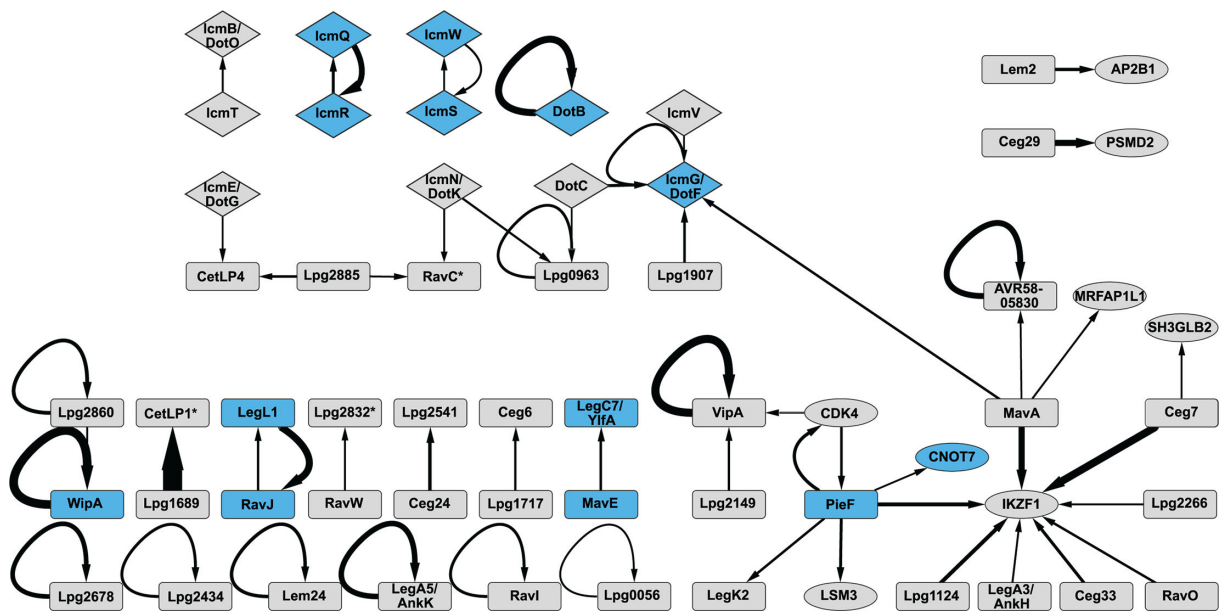 IcmB/
DotO
IcmQ
IcmW
Lem2
AP2B1
IcmT
IcmR
IcmS
DotB
IcmV
Ceg29
PSMD2
IcmE/
DotG
IcmN/
DotK
DotC
IcmG/
DotF
CetLP4
Lpg2885
RavC*
Lpg0963
Lpg1907
AVR58-
05830
MRFAP1L1
SH3GLB2
Lpg2860
CetLP1*
LegL1
Lpg2832*
Lpg2541
Ceg6
LegC7/
YlfA
VipA
CDK4
MavA
Ceg7
CNOT7
WipA
Lpg1689
RavJ
RavW
Ceg24
Lpg1717
MavE
Lpg2149
PieF
IKZF1
Lpg2266
Lpg2678
Lpg2434
Lem24
LegA5/
AnkK
RavI
Lpg0056
LegK2
LSM3
Lpg1124
LegA3/
AnkH
Ceg33
RavO